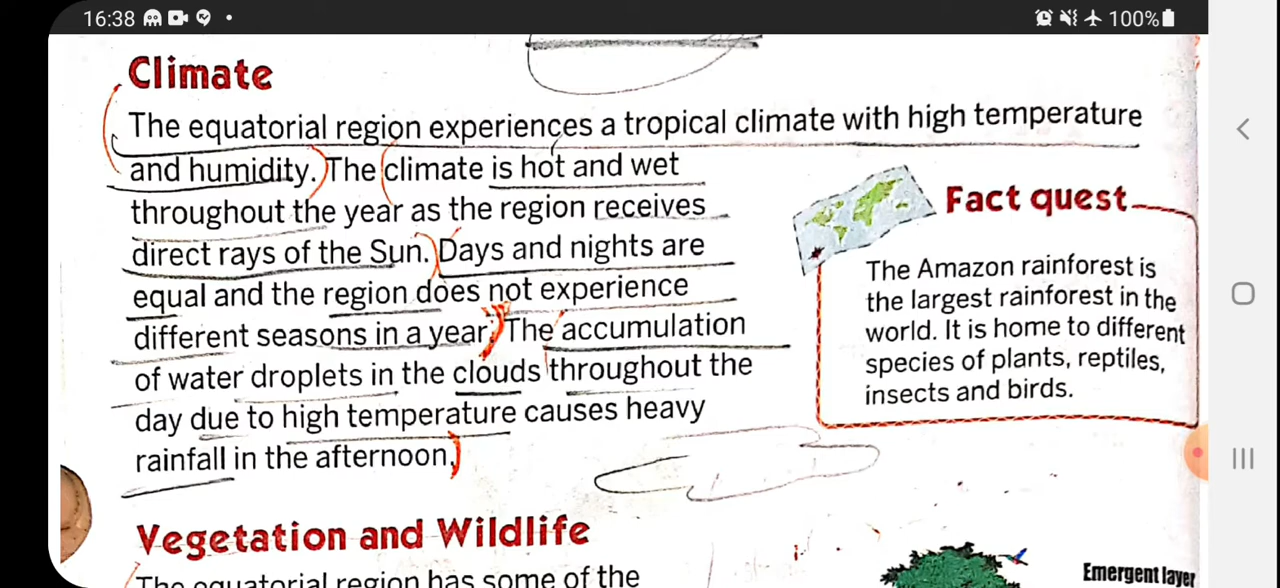 16:38
100%
Climate
The equatorial region experiences a tropical climate with high temperature
and humidity. The climate is hot and wet
throughout the year as the region receives
direct rays of the Sun. Days and nights are
equal and the region does not experience
different seasons in a year. The accumulation
of water droplets in the clouds throughout the
day due to high temperature causes heavy
rainfall in the afternoon.
Fact quest
The Amazon rainforest is
the largest rainforest in the
world. It is home to different
species of plants, reptiles,
insects and birds.
Vegetation and Wildlife
The equatorial region has some of the
Emergent layer